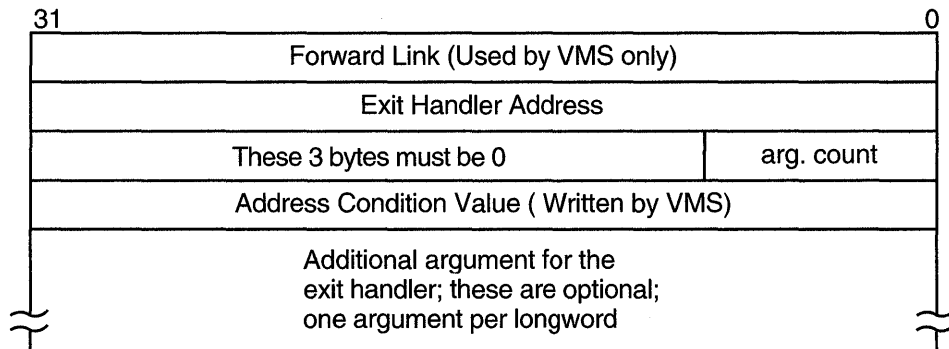 31 0
Forward Link (Used by VMS only)
Exit Handler Address
These 3 bytes must be 0 arg. count
Address Condition Value ( Written by VMS)
Additional argument for the
exit handler; these are optional;
one argument per longword